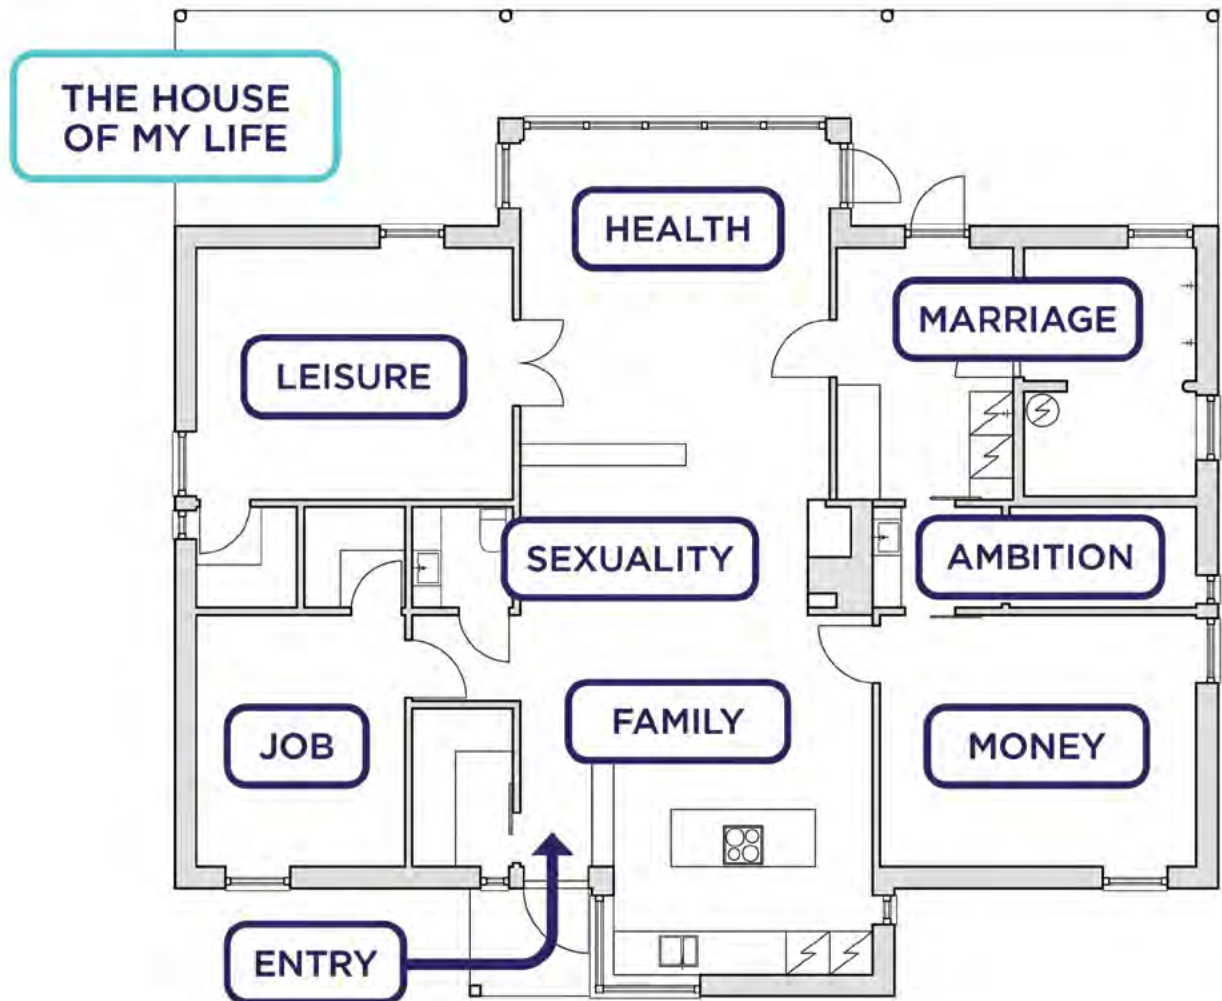 THE HOUSE
OF MY LIFE
HEALTH
MARRIAGE
LEISURE
SEXUALITY
AMBITION
JOB
FAMILY
MONEY
ENTRY